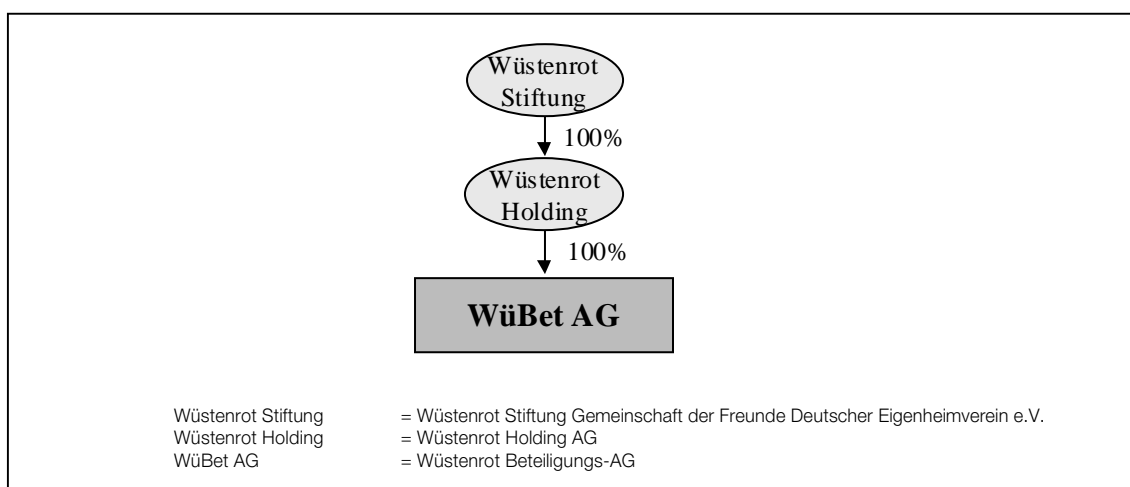 Wüstenrot
Stiftung
100%
Wüstenrot
Holding
100%
WüBet AG
Wüstenrot Stiftung = Wüstenrot Stiftung Gemeinschaft der Freunde Deutscher Eigenheimverein e.V.
Wüstenrot Holding = Wüstenrot Holding AG
WüBet AG = Wüstenrot Beteiligungs-AG